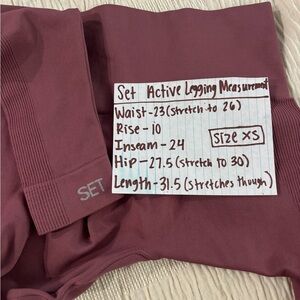 Set Active Legging Measurement
Waist-23(stretch to 26)
Rise-10
Inseam-24
Size XS
Hip-27.5(stretch to 30)
Length-31.5(stretches though)
SET